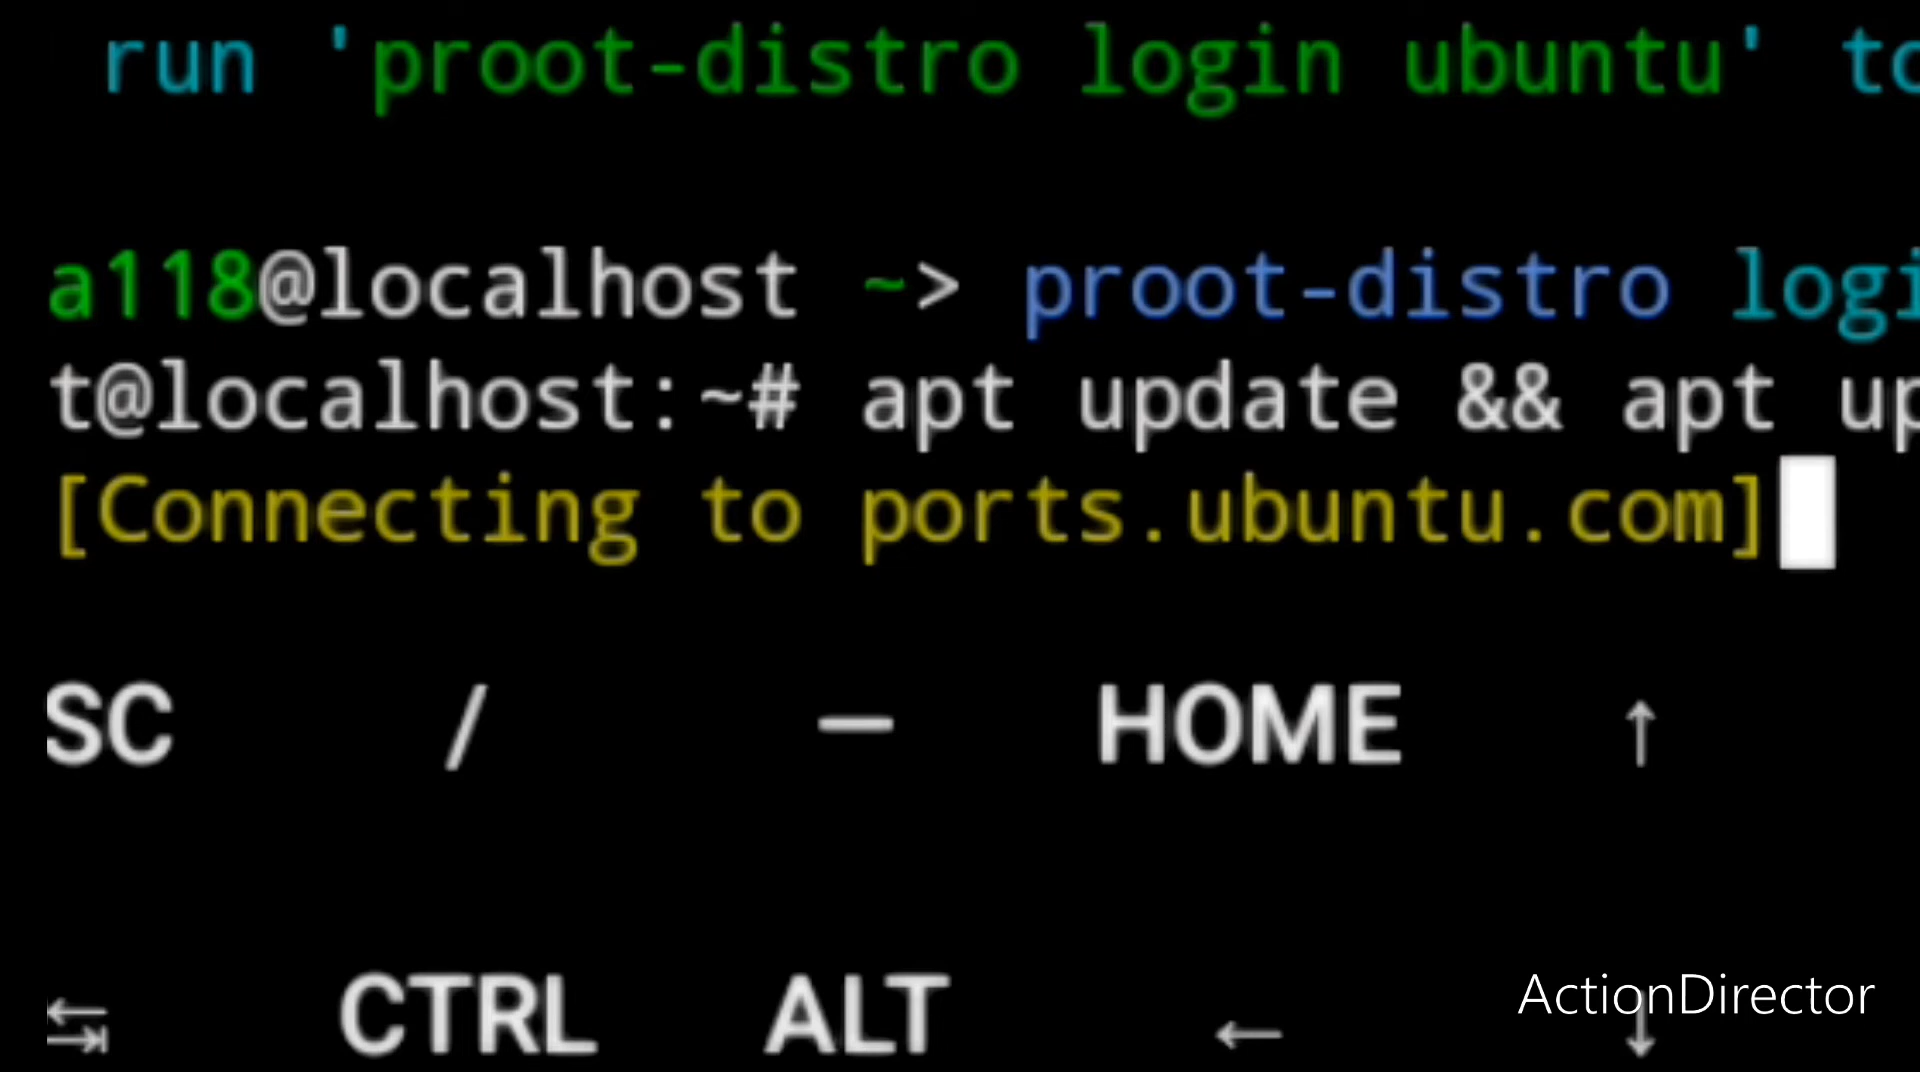 run 'proot-distro login ubuntu' to
a118@localhost ~> proot-distro logi
t@localhost:~# apt update && apt up
[Connecting to ports.ubuntu.com]
SC / — HOME ↑
↹ CTRL ALT ← ↓
ActionDirector